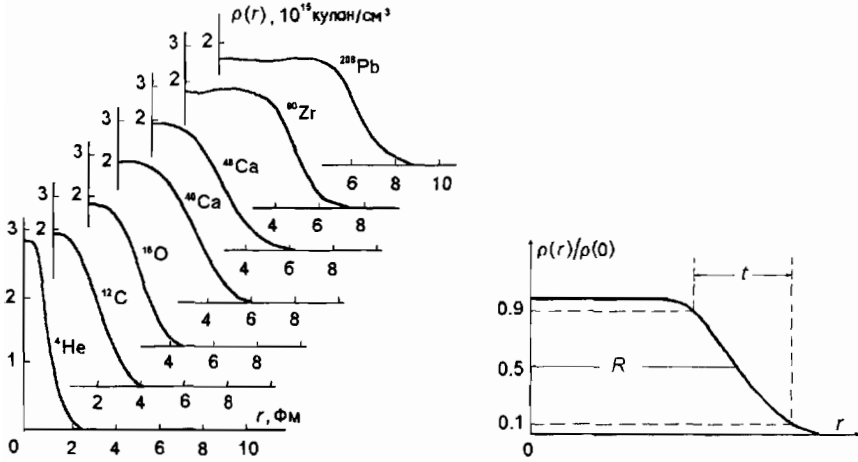 ρ(r), 10¹⁵ кулан/см³
3 2
²⁰⁸Pb
6 8 10
3 2
⁹⁰Zr
4 6 8
3 2
⁴⁸Ca
4 6 8
3 2
⁴⁰Ca
4 6 8
3 2
¹⁶O
4 6 8
3 2
¹²C
2 4 6 8
3
2
1
⁴He
r, Фм
0 2 4 6 8 10
ρ(r)/ρ(0)
t
0.9
R
0.5
0.1
0
r